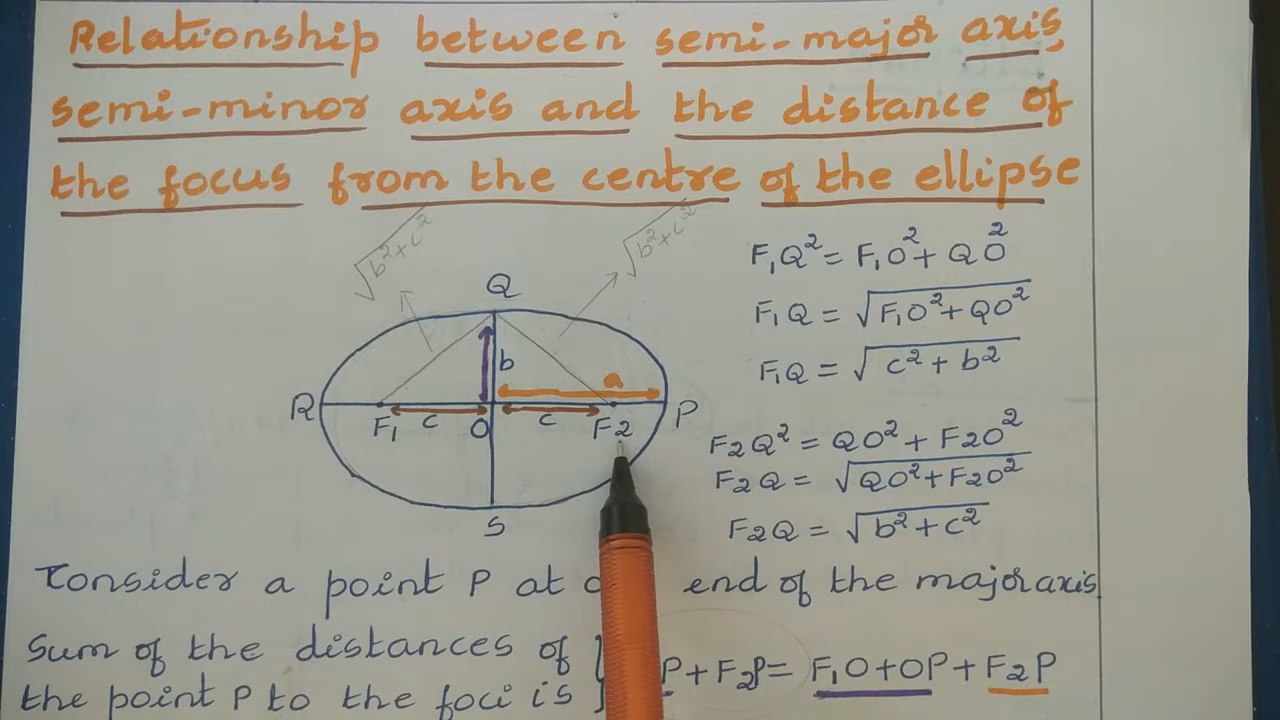 Relationship between semi-major axis,
semi-minor axis and the distance of
the focus from the centre of the ellipse
√b²+c²
√b²+c²
F₁Q² = F₁O² + QO²
F₁Q = √F₁O²+QO²
F₁Q = √c²+b²
Q
b
a
R
F₁
c
O
c
F2
P
S
F₂Q² = QO² + F2O²
F₂Q = √QO²+F2O²
F₂Q = √b²+c²
Consider a point P at end of the major axis
Sum of the distances of
the point P to the foci is
P + F₂P = F₁O+OP + F₂P